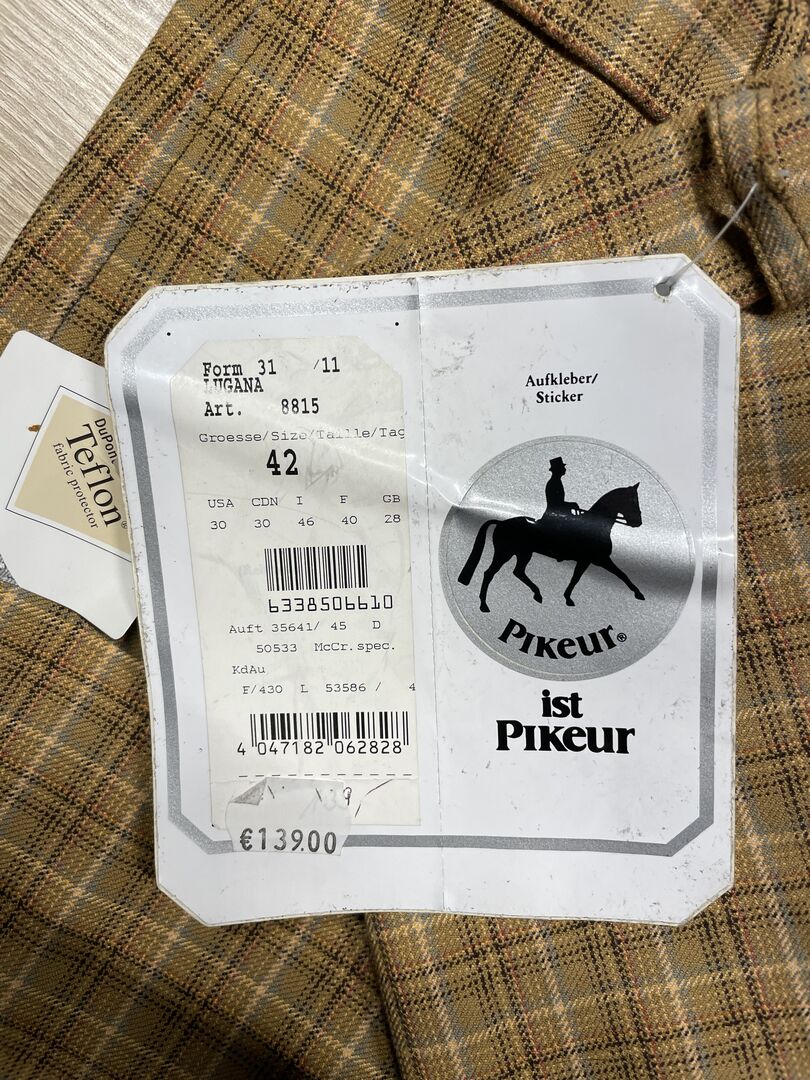 Form 31 /11
LUGANA
Art. 8815
Groesse/Size/Taille/Tag
42
USA CDN I F GB
30 30 46 40 28
6338506610
Auft 35641/ 45 D
50533 McCr.spec.
KdAu
F/430 L 53586 / 4
4 047182 062828
€139.00
DuPont
Teflon®
fabric protector
Aufkleber/
Sticker
PIKeur®
ist
PIKeur